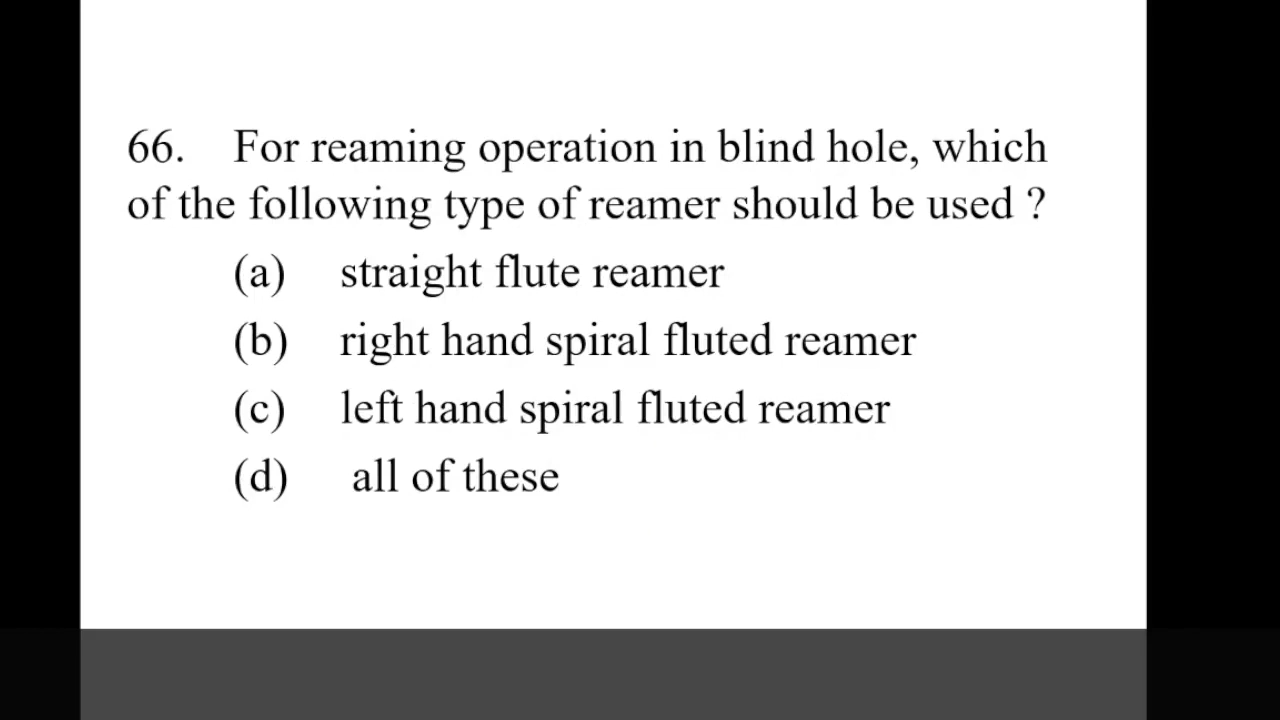 66. For reaming operation in blind hole, which
of the following type of reamer should be used ?
(a) straight flute reamer
(b) right hand spiral fluted reamer
(c) left hand spiral fluted reamer
(d) all of these